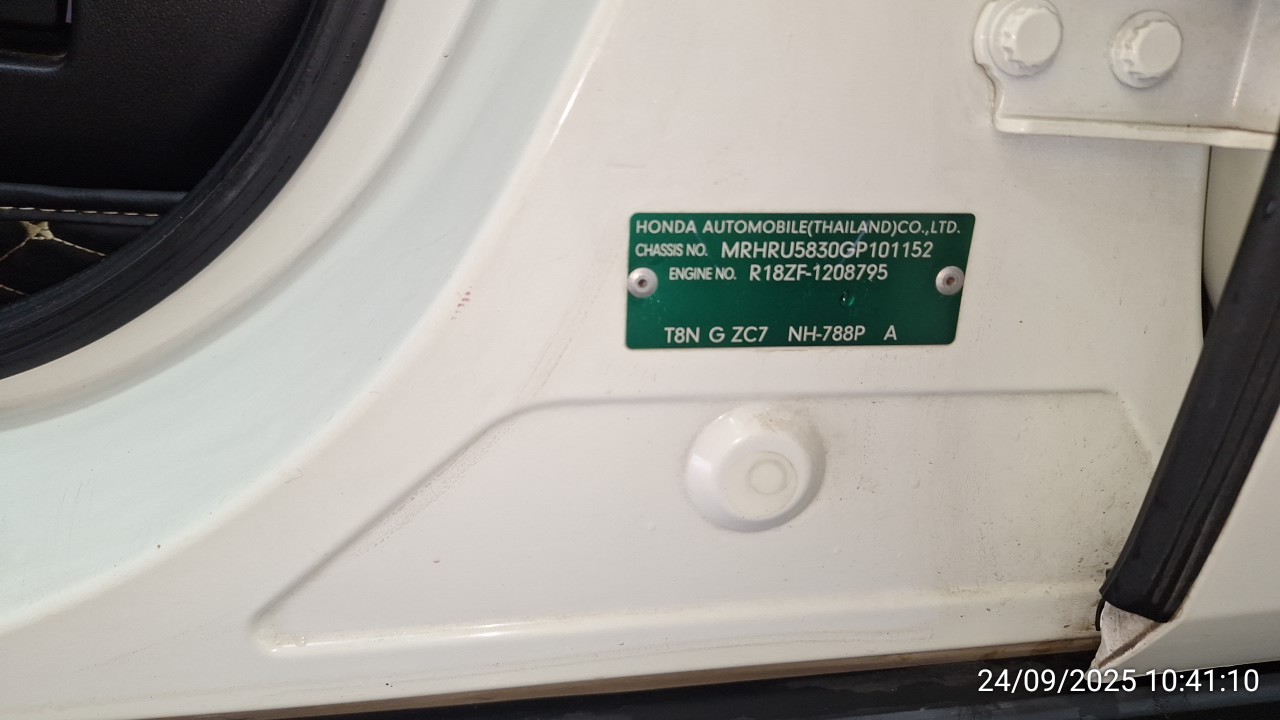 HONDA AUTOMOBILE(THAILAND)CO.,LTD.
CHASSIS NO. MRHRU5830GP101152
ENGINE NO. R18ZF-1208795
T8N G ZC7 NH-788P A
24/09/2025 10:41:10